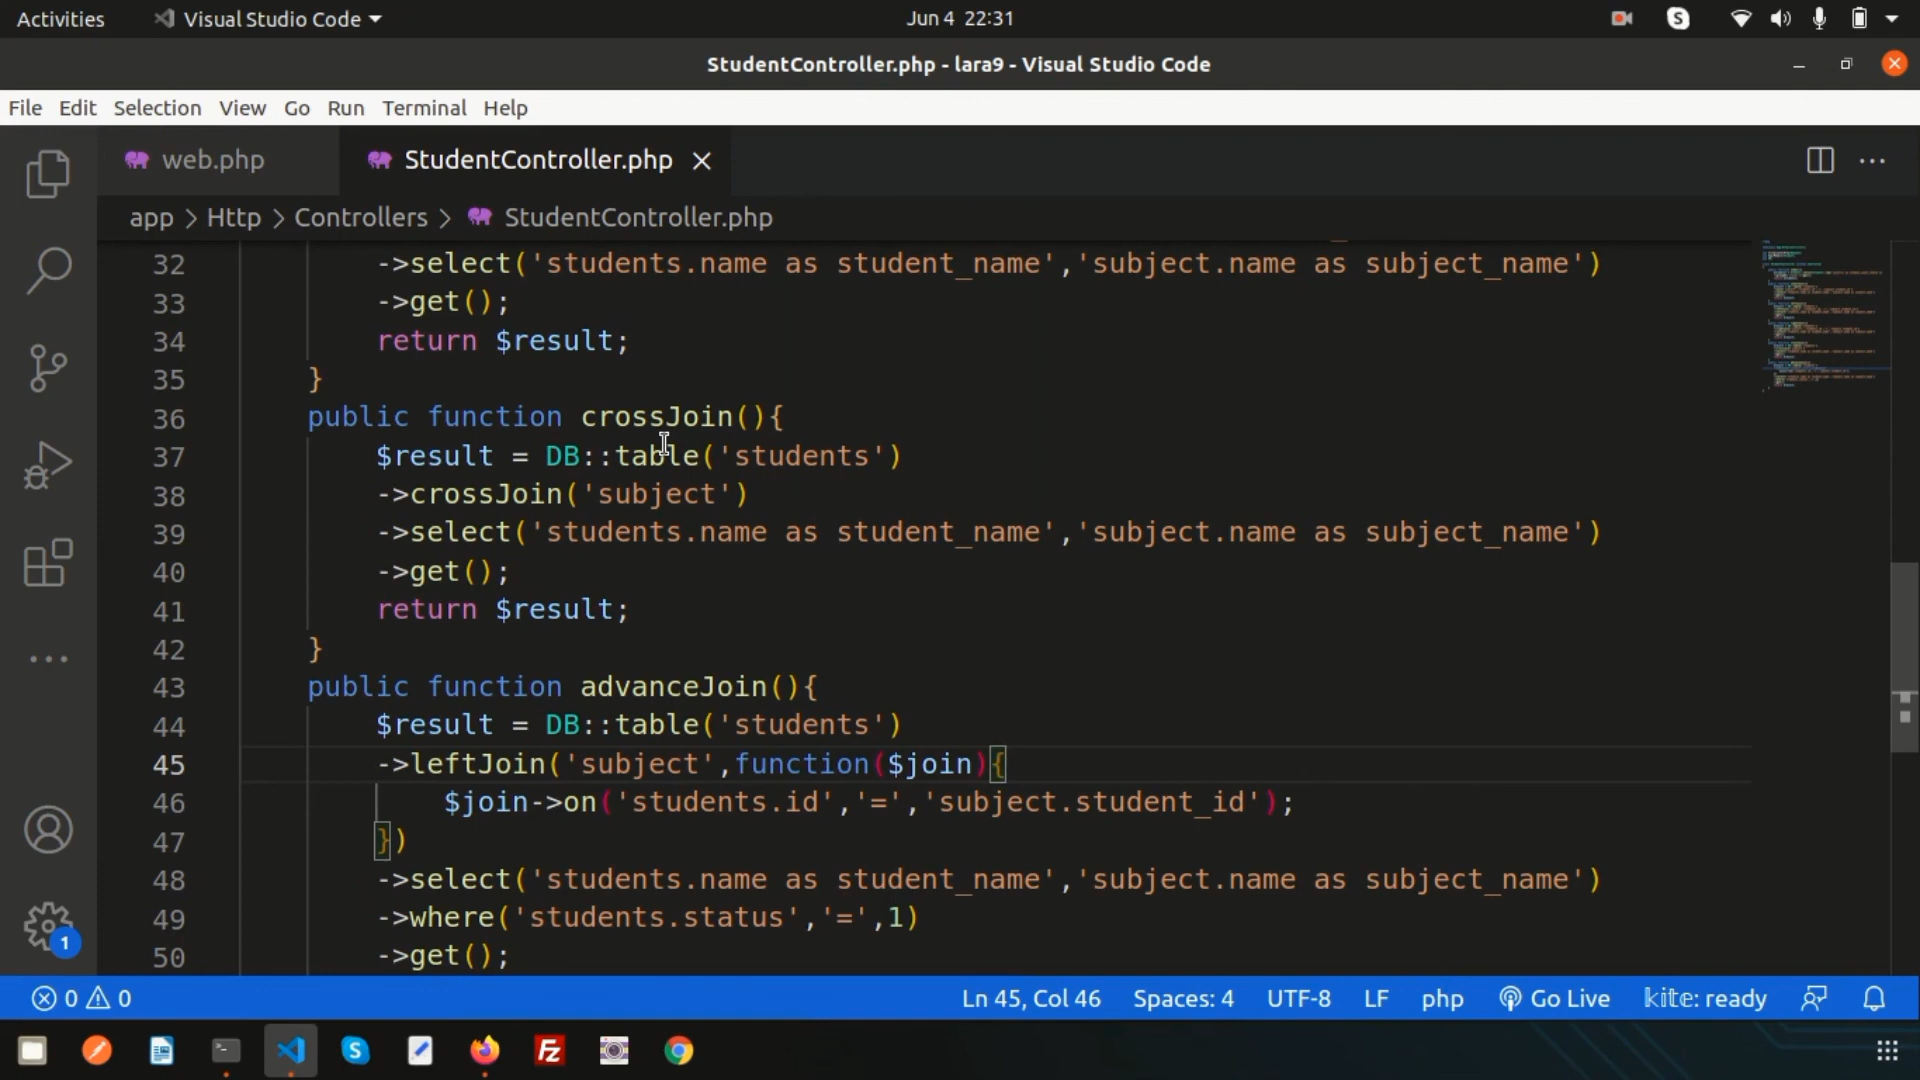 Activities Visual Studio Code Jun 4 22:31
StudentController.php - lara9 - Visual Studio Code
File Edit Selection View Go Run Terminal Help
web.php StudentController.php
app > Http > Controllers > StudentController.php
32 ->select('students.name as student_name','subject.name as subject_name')
33 ->get();
34 return $result;
35 }
36 public function crossJoin(){
37 $result = DB::table('students')
38 ->crossJoin('subject')
39 ->select('students.name as student_name','subject.name as subject_name')
40 ->get();
41 return $result;
42 }
43 public function advanceJoin(){
44 $result = DB::table('students')
45 ->leftJoin('subject',function($join){
46 $join->on('students.id','=','subject.student_id');
47 })
48 ->select('students.name as student_name','subject.name as subject_name')
49 ->where('students.status','=',1)
50 ->get();
1
0 0 Ln 45, Col 46 Spaces: 4 UTF-8 LF php Go Live kite: ready